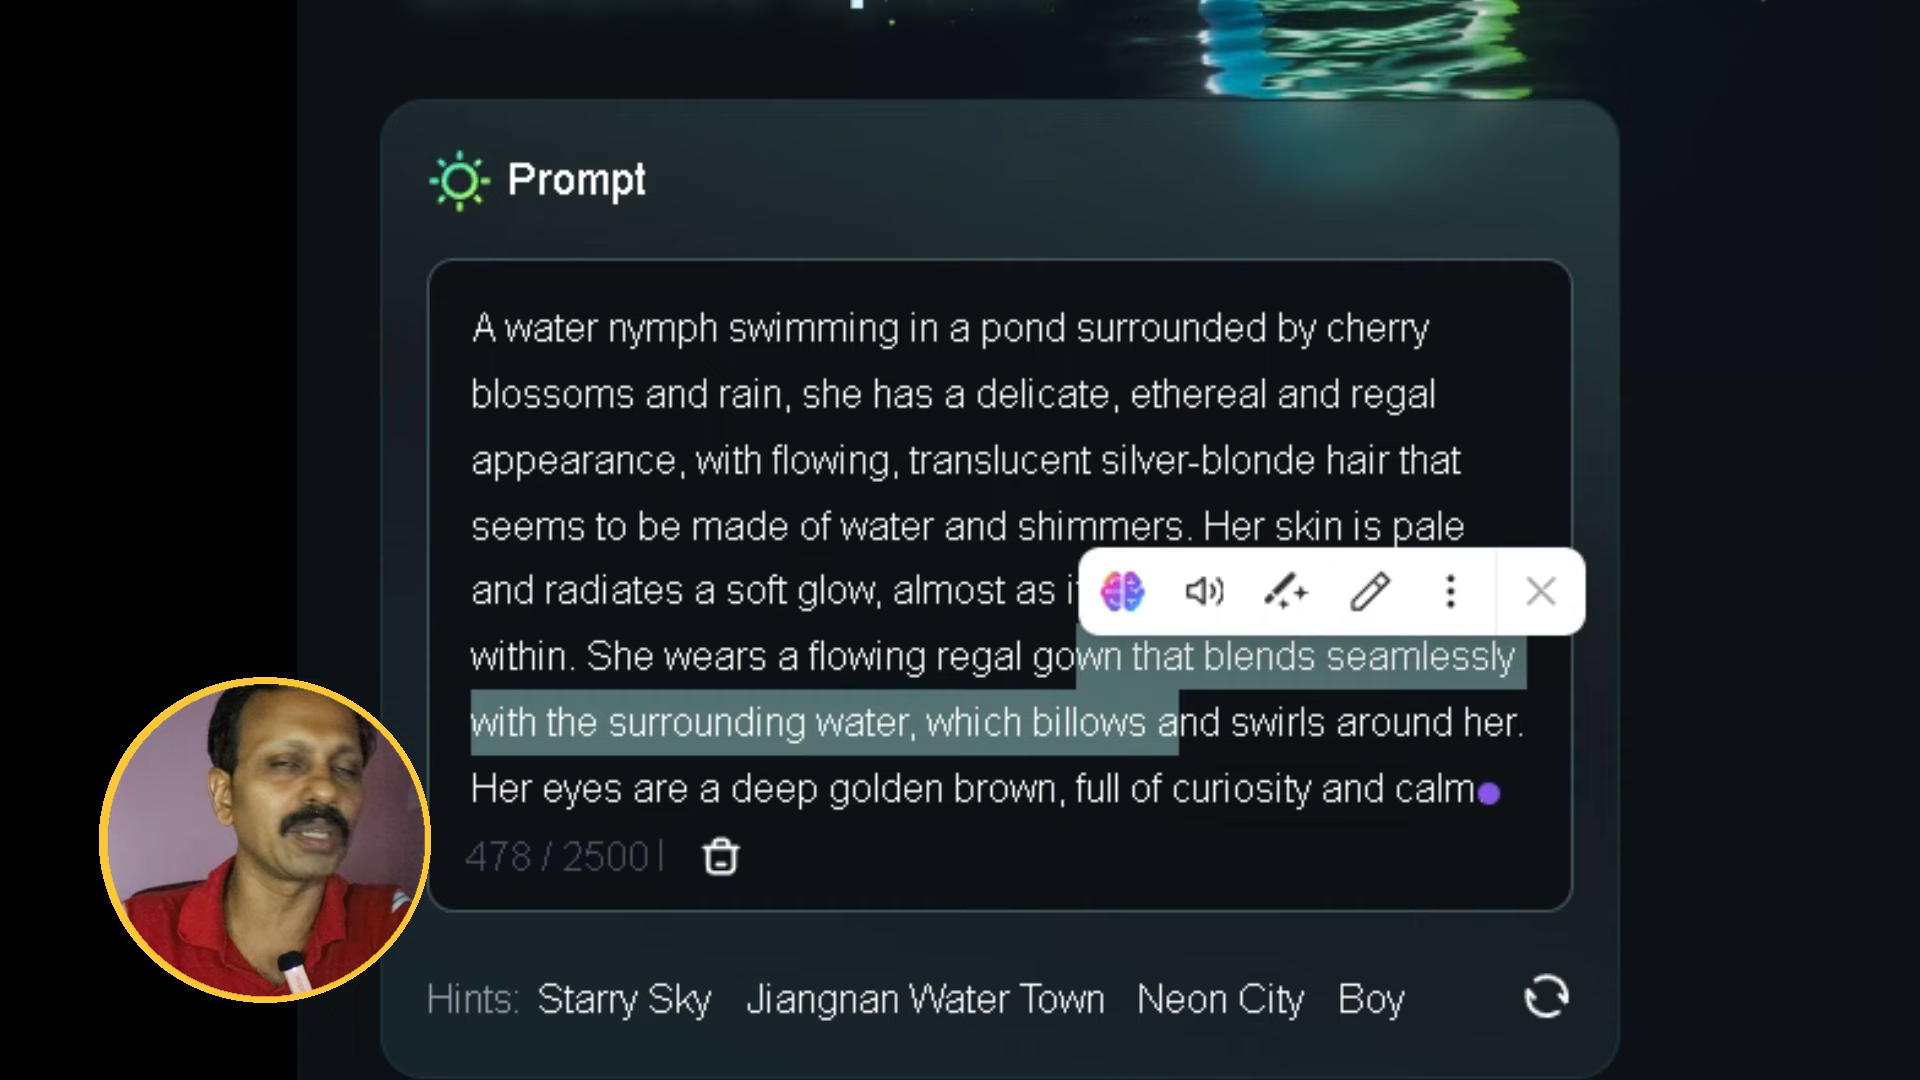 Prompt
A water nymph swimming in a pond surrounded by cherry
blossoms and rain, she has a delicate, ethereal and regal
appearance, with flowing, translucent silver-blonde hair that
seems to be made of water and shimmers. Her skin is pale
and radiates a soft glow, almost as
within. She wears a flowing regal gown that blends seamlessly
with the surrounding water, which billows and swirls around her.
Her eyes are a deep golden brown, full of curiosity and calm
478 / 2500
Hints: Starry Sky Jiangnan Water Town Neon City Boy